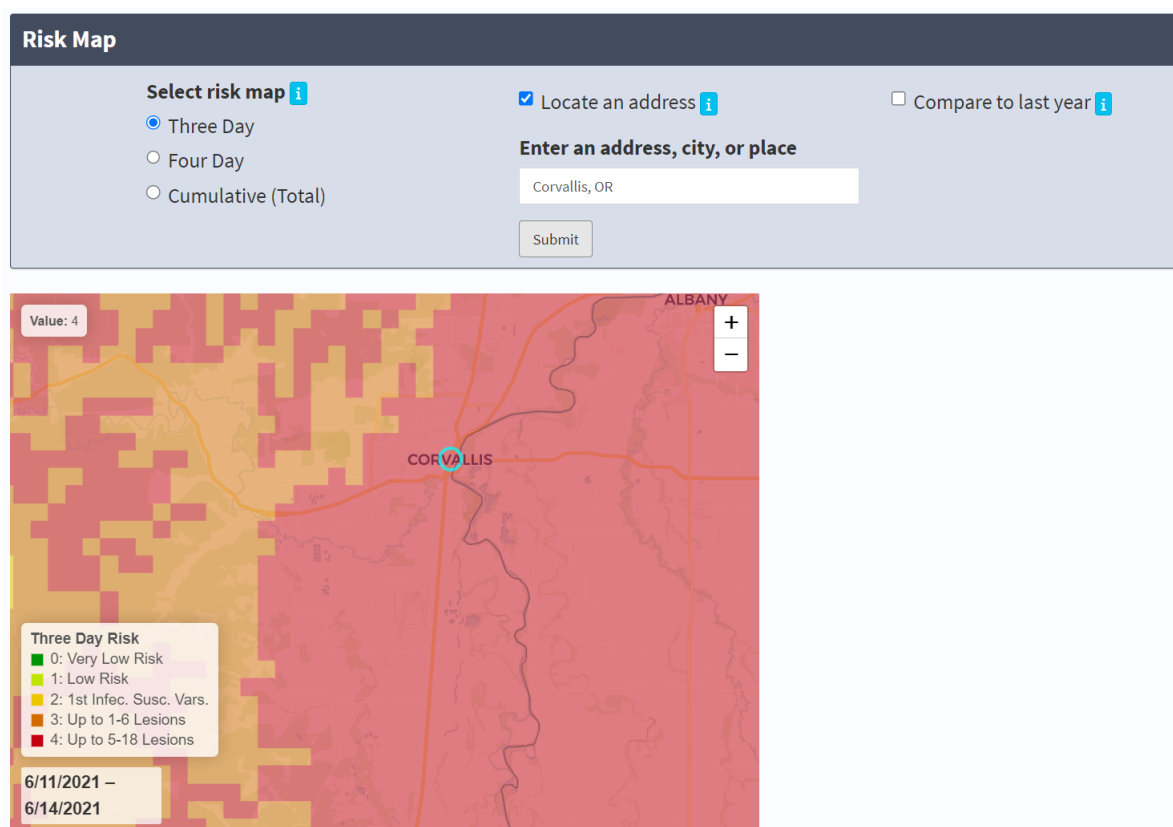 Risk Map
Select risk map i
Three Day
Four Day
Cumulative (Total)
Locate an address i
Enter an address, city, or place
Corvallis, OR
Submit
Compare to last year i
Value: 4
ALBANY
+
−
CORVALLIS
Three Day Risk
0: Very Low Risk
1: Low Risk
2: 1st Infec. Susc. Vars.
3: Up to 1-6 Lesions
4: Up to 5-18 Lesions
6/11/2021 –
6/14/2021